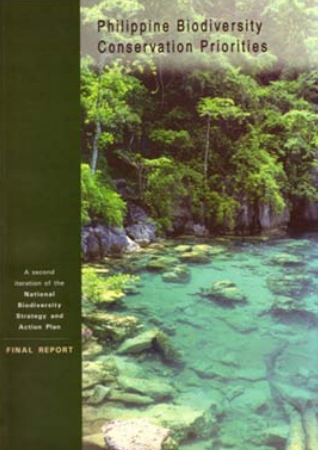 Philippine Biodiversity
Conservation Priorities
A second
iteration of the
National
Biodiversity
Strategy and
Action Plan
FINAL REPORT